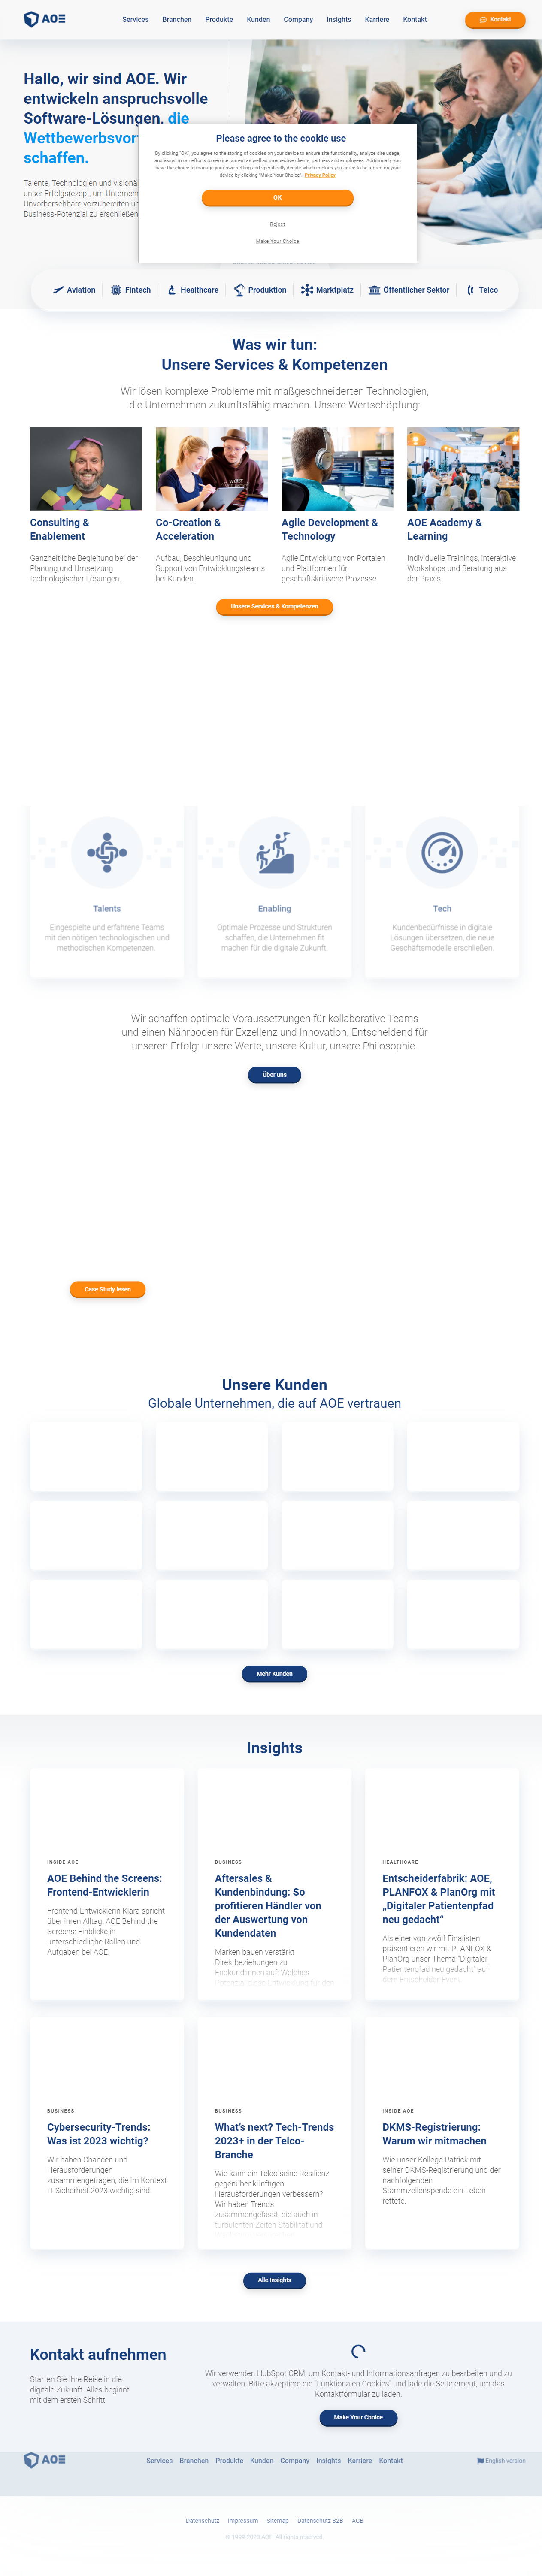 AOE
Services Branchen Produkte Kunden Company Insights Karriere Kontakt
Kontakt
Hallo, wir sind AOE. Wir
entwickeln anspruchsvolle
Software-Lösungen, die
Wettbewerbsvor
schaffen.
Talente, Technologien und visionä
unser Erfolgsrezept, um Unterneh
Unvorhersehbare vorzubereiten u
Business-Potenzial zu erschließen
Please agree to the cookie use
By clicking "OK", you agree to the storing of cookies on your device to ensure site functionality, analyze site usage,
and assist in our efforts to service current as well as prospective clients, partners and employees. Additionally you
have the choice to manage your own setting and specifically decide which cookies you agree to be stored on your
device by clicking "Make Your Choice". Privacy Policy
OK
Reject
Make Your Choice
Aviation Fintech Healthcare Produktion Marktplatz Öffentlicher Sektor Telco
Was wir tun:
Unsere Services & Kompetenzen
Wir lösen komplexe Probleme mit maßgeschneiderten Technologien,
die Unternehmen zukunftsfähig machen. Unsere Wertschöpfung:
Consulting &
Enablement
Ganzheitliche Begleitung bei der
Planung und Umsetzung
technologischer Lösungen.
Co-Creation &
Acceleration
Aufbau, Beschleunigung und
Support von Entwicklungsteams
bei Kunden.
Agile Development &
Technology
Agile Entwicklung von Portalen
und Plattformen für
geschäftskritische Prozesse.
AOE Academy &
Learning
Individuelle Trainings, interaktive
Workshops und Beratung aus
der Praxis.
Unsere Services & Kompetenzen
Talents
Eingespielte und erfahrene Teams
mit den nötigen technologischen und
methodischen Kompetenzen.
Enabling
Optimale Prozesse und Strukturen
schaffen, die Unternehmen fit
machen für die digitale Zukunft.
Tech
Kundenbedürfnisse in digitale
Lösungen übersetzen, die neue
Geschäftsmodelle erschließen.
Wir schaffen optimale Voraussetzungen für kollaborative Teams
und einen Nährboden für Exzellenz und Innovation. Entscheidend für
unseren Erfolg: unsere Werte, unsere Kultur, unsere Philosophie.
Über uns
Case Study lesen
Unsere Kunden
Globale Unternehmen, die auf AOE vertrauen
Mehr Kunden
Insights
INSIDE AOE
AOE Behind the Screens:
Frontend-Entwicklerin
Frontend-Entwicklerin Klara spricht
über ihren Alltag. AOE Behind the
Screens: Einblicke in
unterschiedliche Rollen und
Aufgaben bei AOE.
BUSINESS
Aftersales &
Kundenbindung: So
profitieren Händler von
der Auswertung von
Kundendaten
Marken bauen verstärkt
Direktbeziehungen zu
Endkund:innen auf. Welches
HEALTHCARE
Entscheiderfabrik: AOE,
PLANFOX & PlanOrg mit
„Digitaler Patientenpfad
neu gedacht“
Als einer von zwölf Finalisten
präsentieren wir mit PLANFOX &
PlanOrg unser Thema "Digitaler
Patientenpfad neu gedacht" auf
dem Entscheider-Event.
BUSINESS
Cybersecurity-Trends:
Was ist 2023 wichtig?
Wir haben Chancen und
Herausforderungen
zusammengetragen, die im Kontext
IT-Sicherheit 2023 wichtig sind.
BUSINESS
What’s next? Tech-Trends
2023+ in der Telco-
Branche
Wie kann ein Telco seine Resilienz
gegenüber künftigen
Herausforderungen verbessern?
Wir haben Trends
zusammengefasst, die auch in
turbulenten Zeiten Stabilität und
INSIDE AOE
DKMS-Registrierung:
Warum wir mitmachen
Wie unser Kollege Patrick mit
seiner DKMS-Registrierung und der
nachfolgenden
Stammzellenspende ein Leben
rettete.
Alle Insights
Kontakt aufnehmen
Starten Sie Ihre Reise in die
digitale Zukunft. Alles beginnt
mit dem ersten Schritt.
Wir verwenden HubSpot CRM, um Kontakt- und Informationsanfragen zu bearbeiten und zu
verwalten. Bitte akzeptiere die "Funktionalen Cookies" und lade die Seite erneut, um das
Kontaktformular zu laden.
Make Your Choice
AOE
Services Branchen Produkte Kunden Company Insights Karriere Kontakt
English version
Datenschutz Impressum Sitemap Datenschutz B2B AGB
© 1999-2023 AOE. All rights reserved.